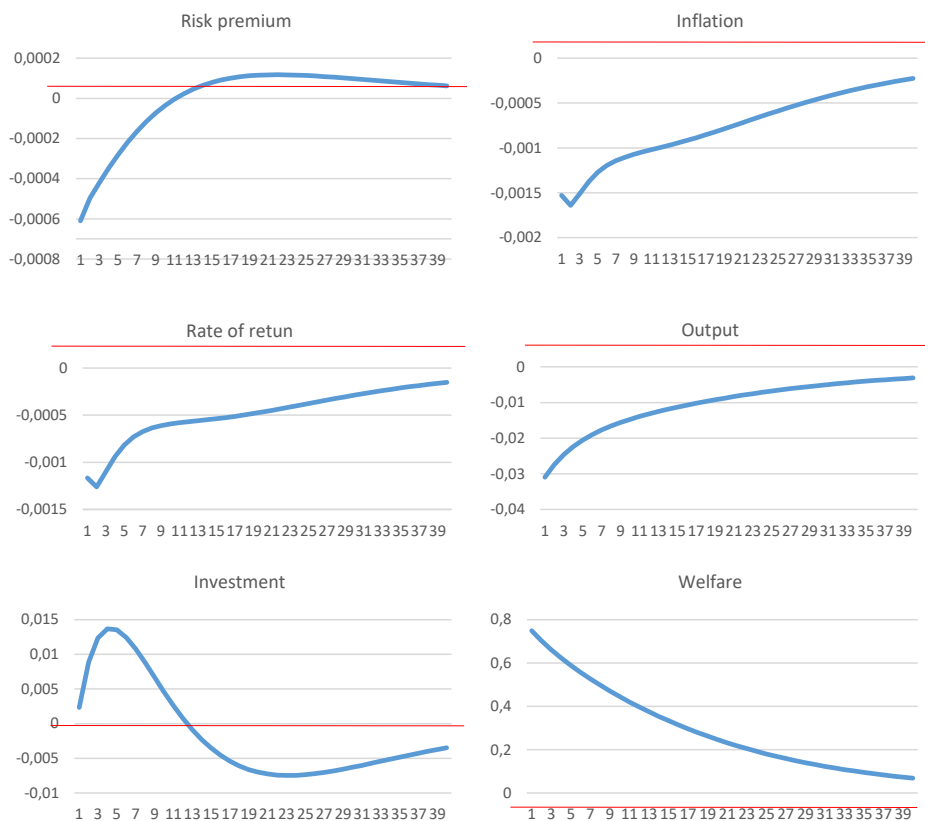 Risk premium
0,0002
0
-0,0002
-0,0004
-0,0006
-0,0008
1 3 5 7 9 11 13 15 17 19 21 23 25 27 29 31 33 35 37 39
Inflation
0
-0,0005
-0,001
-0,0015
-0,002
1 3 5 7 9 11 13 15 17 19 21 23 25 27 29 31 33 35 37 39
Rate of retun
0
-0,0005
-0,001
-0,0015
1 3 5 7 9 11 13 15 17 19 21 23 25 27 29 31 33 35 37 39
Output
0
-0,01
-0,02
-0,03
-0,04
1 3 5 7 9 11 13 15 17 19 21 23 25 27 29 31 33 35 37 39
Investment
0,015
0,01
0,005
0
-0,005
-0,01
1 3 5 7 9 11 13 15 17 19 21 23 25 27 29 31 33 35 37 39
Welfare
0,8
0,6
0,4
0,2
0
1 3 5 7 9 11 13 15 17 19 21 23 25 27 29 31 33 35 37 39